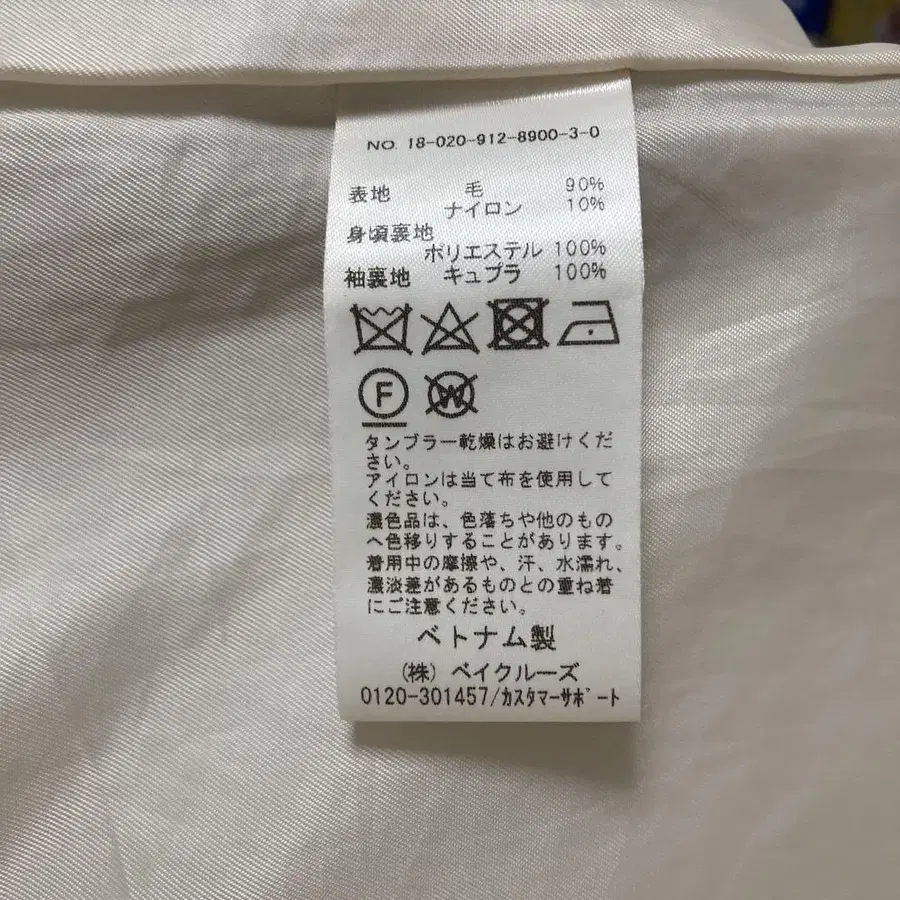 NO. 18-020-912-8900-3-0
表地 毛 90%
ナイロン 10%
身頃裏地
ポリエステル 100%
袖裏地 キュプラ 100%
F W
タンブラー乾燥はお避けくだ
さい。
アイロンは当て布を使用して
ください。
濃色品は、色落ちや他のもの
へ色移りすることがあります。
着用中の摩擦や、汗、水濡れ、
濃淡差があるものとの重ね着
にご注意ください。
ベトナム製
(株) ベイクルーズ
0120-301457/カスタマーサポート